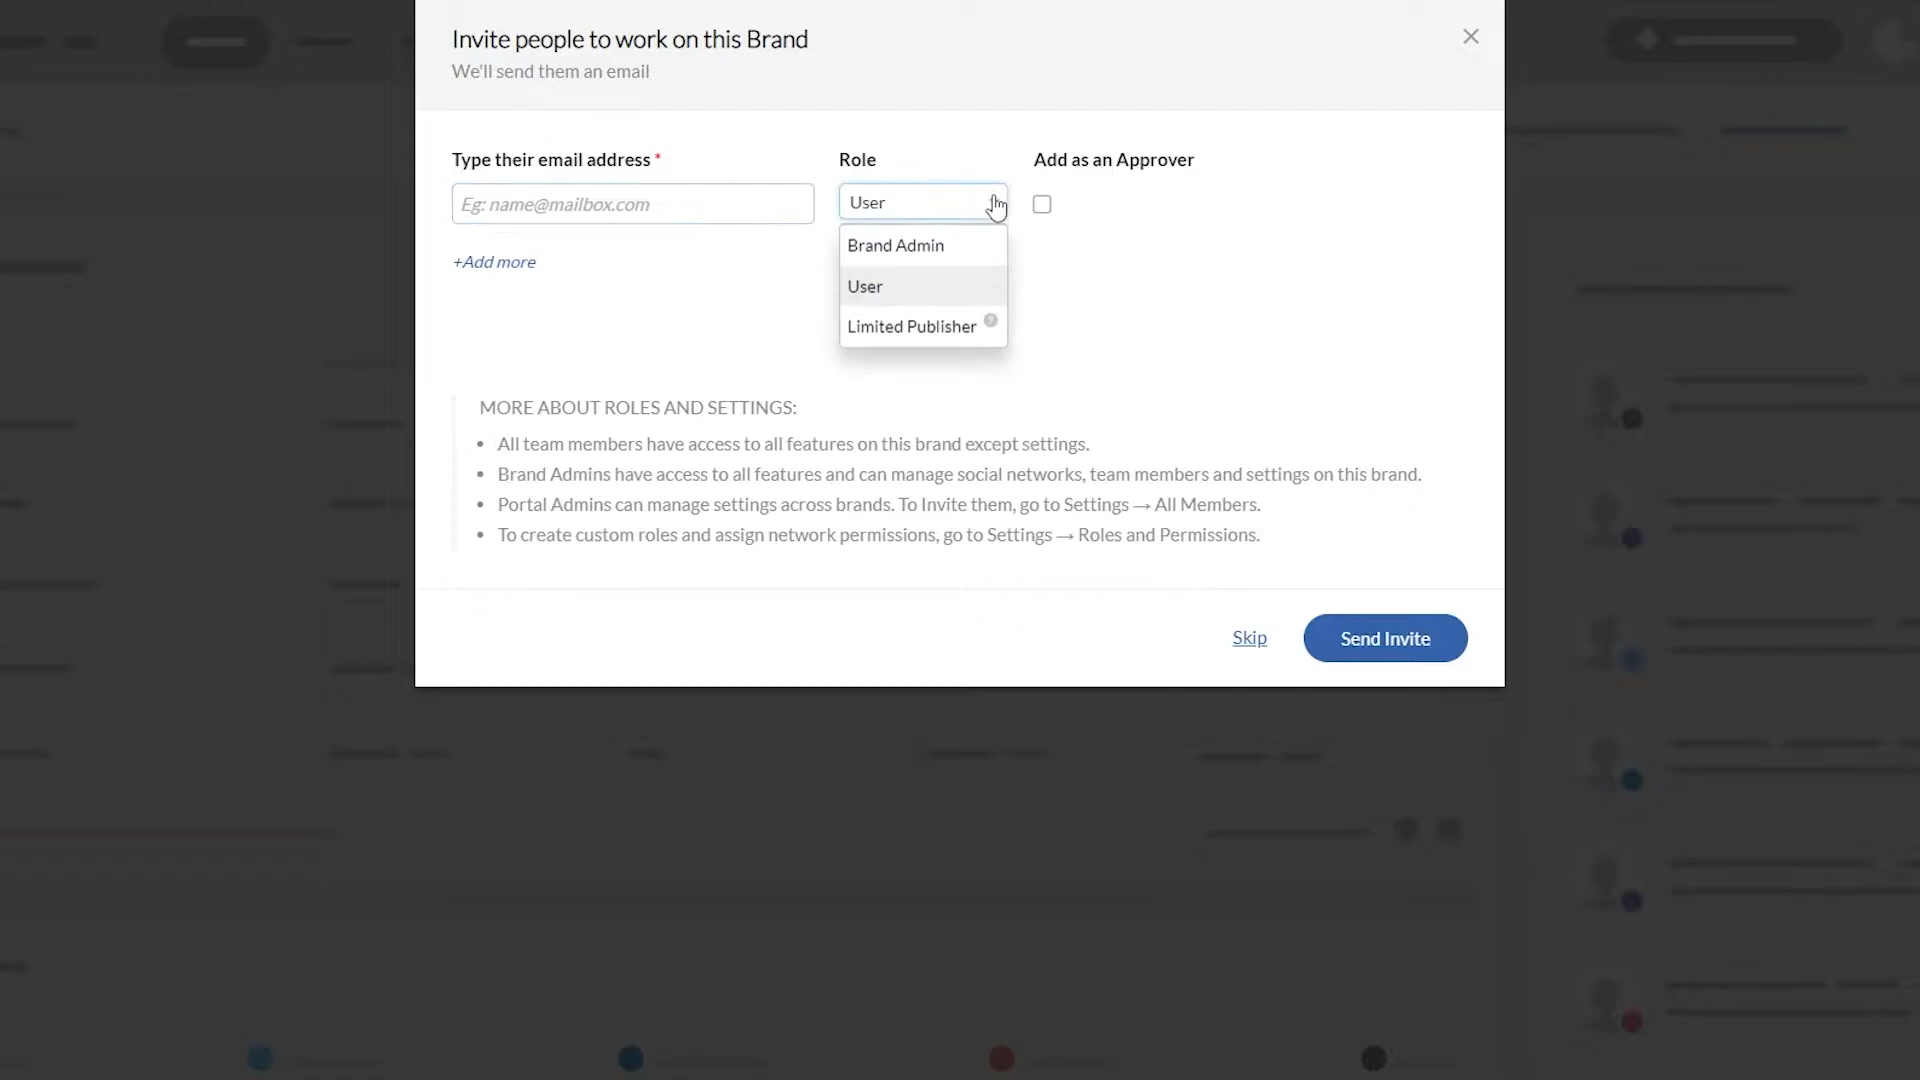 Invite people to work on this Brand
We'll send them an email
Type their email address *
Role
Add as an Approver
Eg: name@mailbox.com
User
+Add more
Brand Admin
User
Limited Publisher ?
MORE ABOUT ROLES AND SETTINGS:
• All team members have access to all features on this brand except settings.
• Brand Admins have access to all features and can manage social networks, team members and settings on this brand.
• Portal Admins can manage settings across brands. To Invite them, go to Settings → All Members.
• To create custom roles and assign network permissions, go to Settings → Roles and Permissions.
Skip
Send Invite